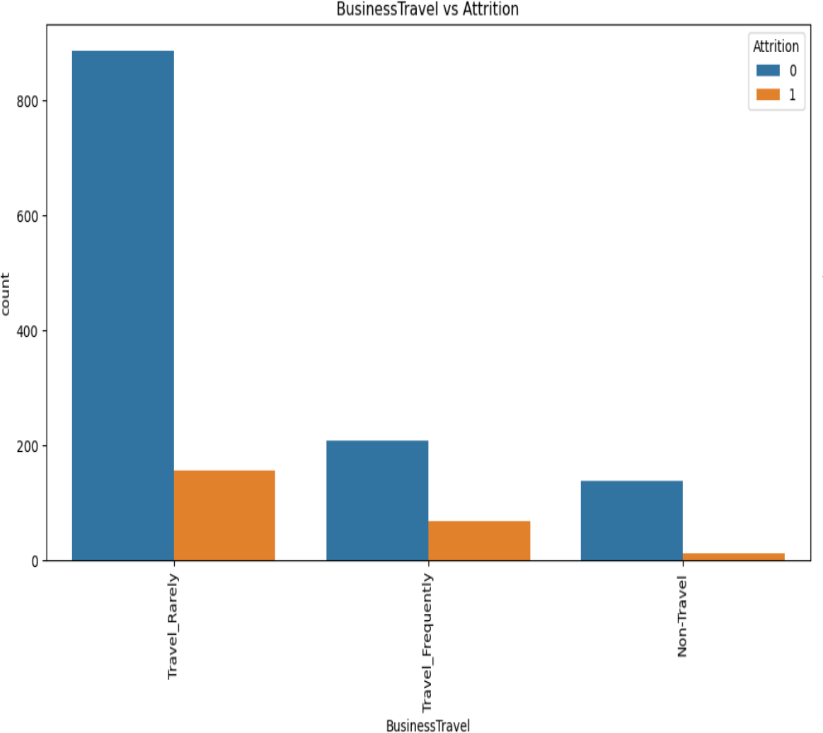 BusinessTravel vs Attrition
Attrition
0
1
800
600
400
200
0
count
Travel_Rarely
Travel_Frequently
Non-Travel
BusinessTravel